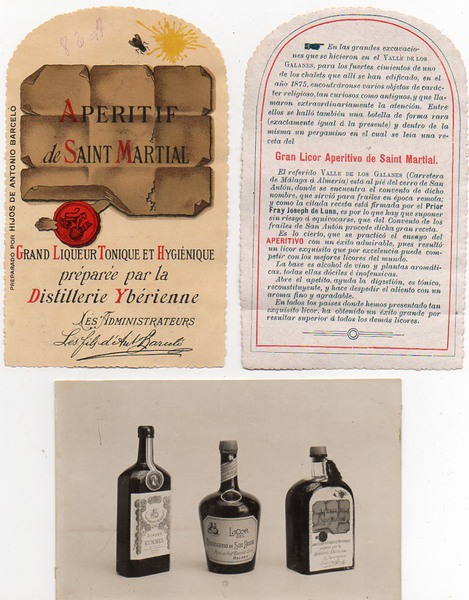 83-8
APERITIF
de SAINT MARTIAL
PREPARADO POR HIJOS DE ANTONIO BARCELO
GRAND LIQUEUR TONIQUE ET HYGIÉNIQUE
préparée par la
Distillerie Ybérienne
LES ADMINISTRATEURS
Les fils d'Ant. Barcelo
En las grandes excavacio-
nes que se hicieron en el VALLE DE LOS
GALANES, para los fuertes cimientos de uno
de los chalets que allí se han edificado, en el
año 1875, encontráronse varios objetos de carác-
ter religioso, tan curiosos como antiguos, y que lla-
maron extraordinariamente la atención. Entre
ellos se halló también una botella de forma rara
(exactamente igual á la presente) y dentro de la
misma un pergamino en el cual se leía una re-
ceta del
Gran Licor Aperitivo de Saint Martial.
El referido VALLE DE LOS GALANES (Carretera
de Málaga á Almería) está al pié del cerro de San
Antón, donde se encuentra el convento de dicho
nombre, que sirvió para frailes en época remota;
y como la citada receta está firmada por el Prior
Fray Joseph de Luna, es por lo que hay que suponer
sin riesgo á equivocarse, que del Convento de los
frailes de San Antón procede dicha gran receta.
Es lo cierto, que se practicó el ensayo del
APERITIVO con un éxito admirable, pues resultó
un licor exquisito que por excelencia puede compe-
tir con los mejores licores del mundo.
La base es alcohol de vino y plantas aromáti-
cas, todas ellas dóciles é inofensivas.
Abre el apetito, ayuda la digestión, es tónico,
reconstituyente, y hace despedir el aliento con un
aroma fino y agradable.
En todos los paises donde hemos presentado tan
exquisito licor, ha obtenido un éxito grande por
resultar superior á todos los demás licores.
KUMMEL
LICOR
DEL
MALAGA